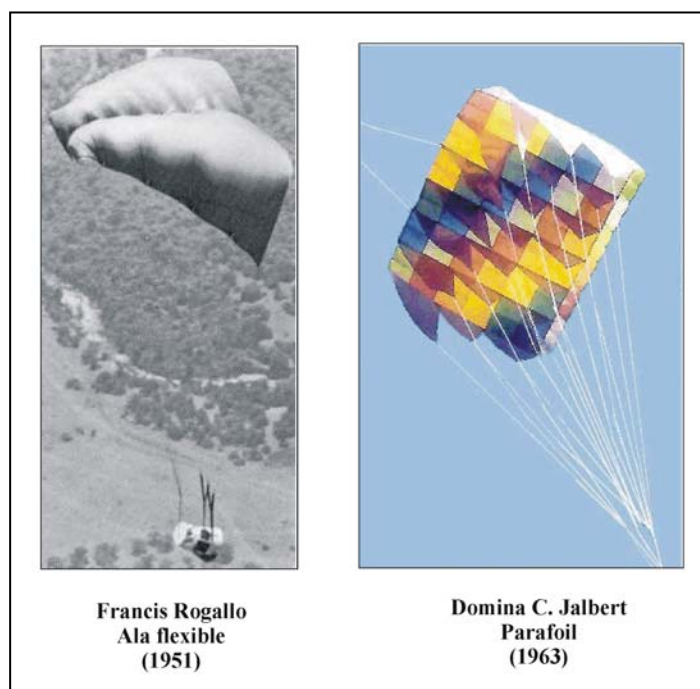 Francis Rogallo
Ala flexible
(1951)
Domina C. Jalbert
Parafoil
(1963)